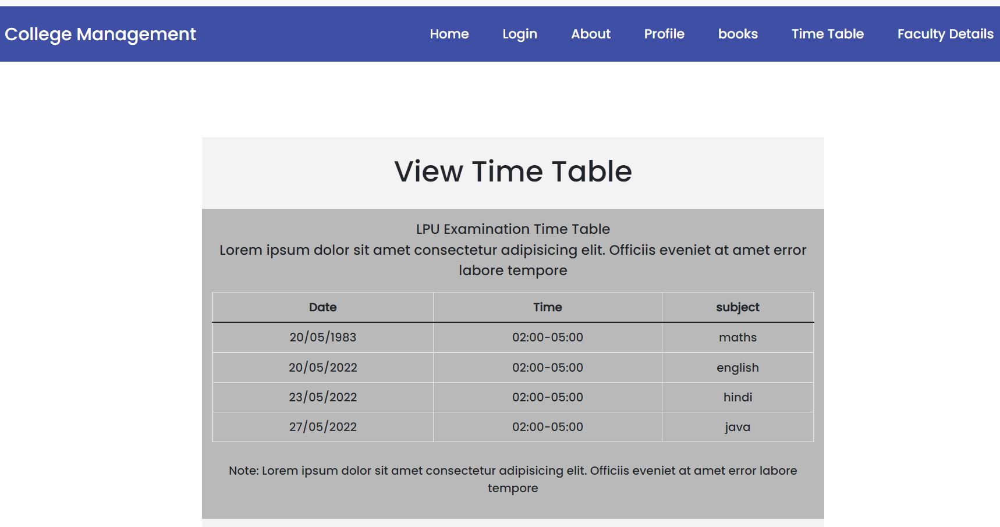 College Management Home Login About Profile books Time Table Faculty Details
View Time Table
LPU Examination Time Table
Lorem ipsum dolor sit amet consectetur adipisicing elit. Officiis eveniet at amet error
labore tempore
Date Time subject
20/05/1983 02:00-05:00 maths
20/05/2022 02:00-05:00 english
23/05/2022 02:00-05:00 hindi
27/05/2022 02:00-05:00 java
Note: Lorem ipsum dolor sit amet consectetur adipisicing elit. Officiis eveniet at amet error labore
tempore